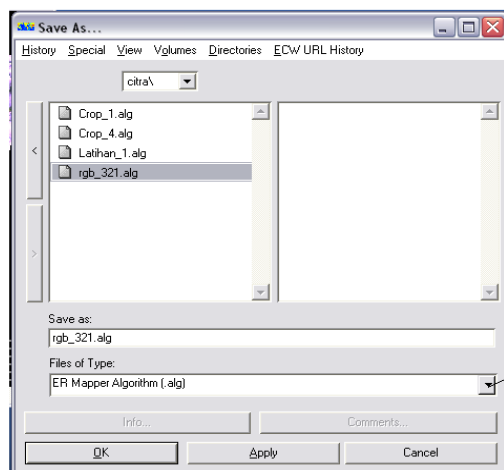 Save As...
History Special View Volumes Directories ECW URL History
citra\
<
Crop_1.alg
Crop_4.alg
Latihan_1.alg
rgb_321.alg
>
Save as:
rgb_321.alg
Files of Type:
ER Mapper Algorithm (.alg)
Info... Comments...
OK Apply Cancel